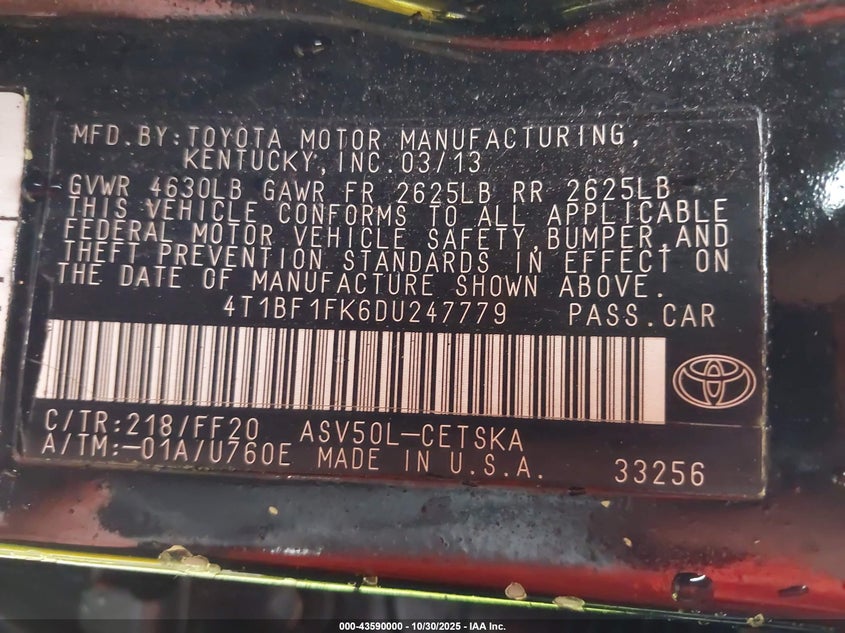 MFD.BY:TOYOTA MOTOR MANUFACTURING,
KENTUCKY,INC.03/13
GVWR 4630LB GAWR FR 2625LB RR 2625LB
THIS VEHICLE CONFORMS TO ALL APPLICABLE
FEDERAL MOTOR VEHICLE SAFETY,BUMPER,AND
THEFT PREVENTION STANDARDS IN EFFECT ON
THE DATE OF MANUFACTURE SHOWN ABOVE.
4T1BF1FK6DU247779 PASS.CAR
C/TR:218/FF20 ASV50L-CETSKA
A/TM:-01A/U760E MADE IN U.S.A. 33256
000-43590000 - 10/30/2025 - IAA Inc.